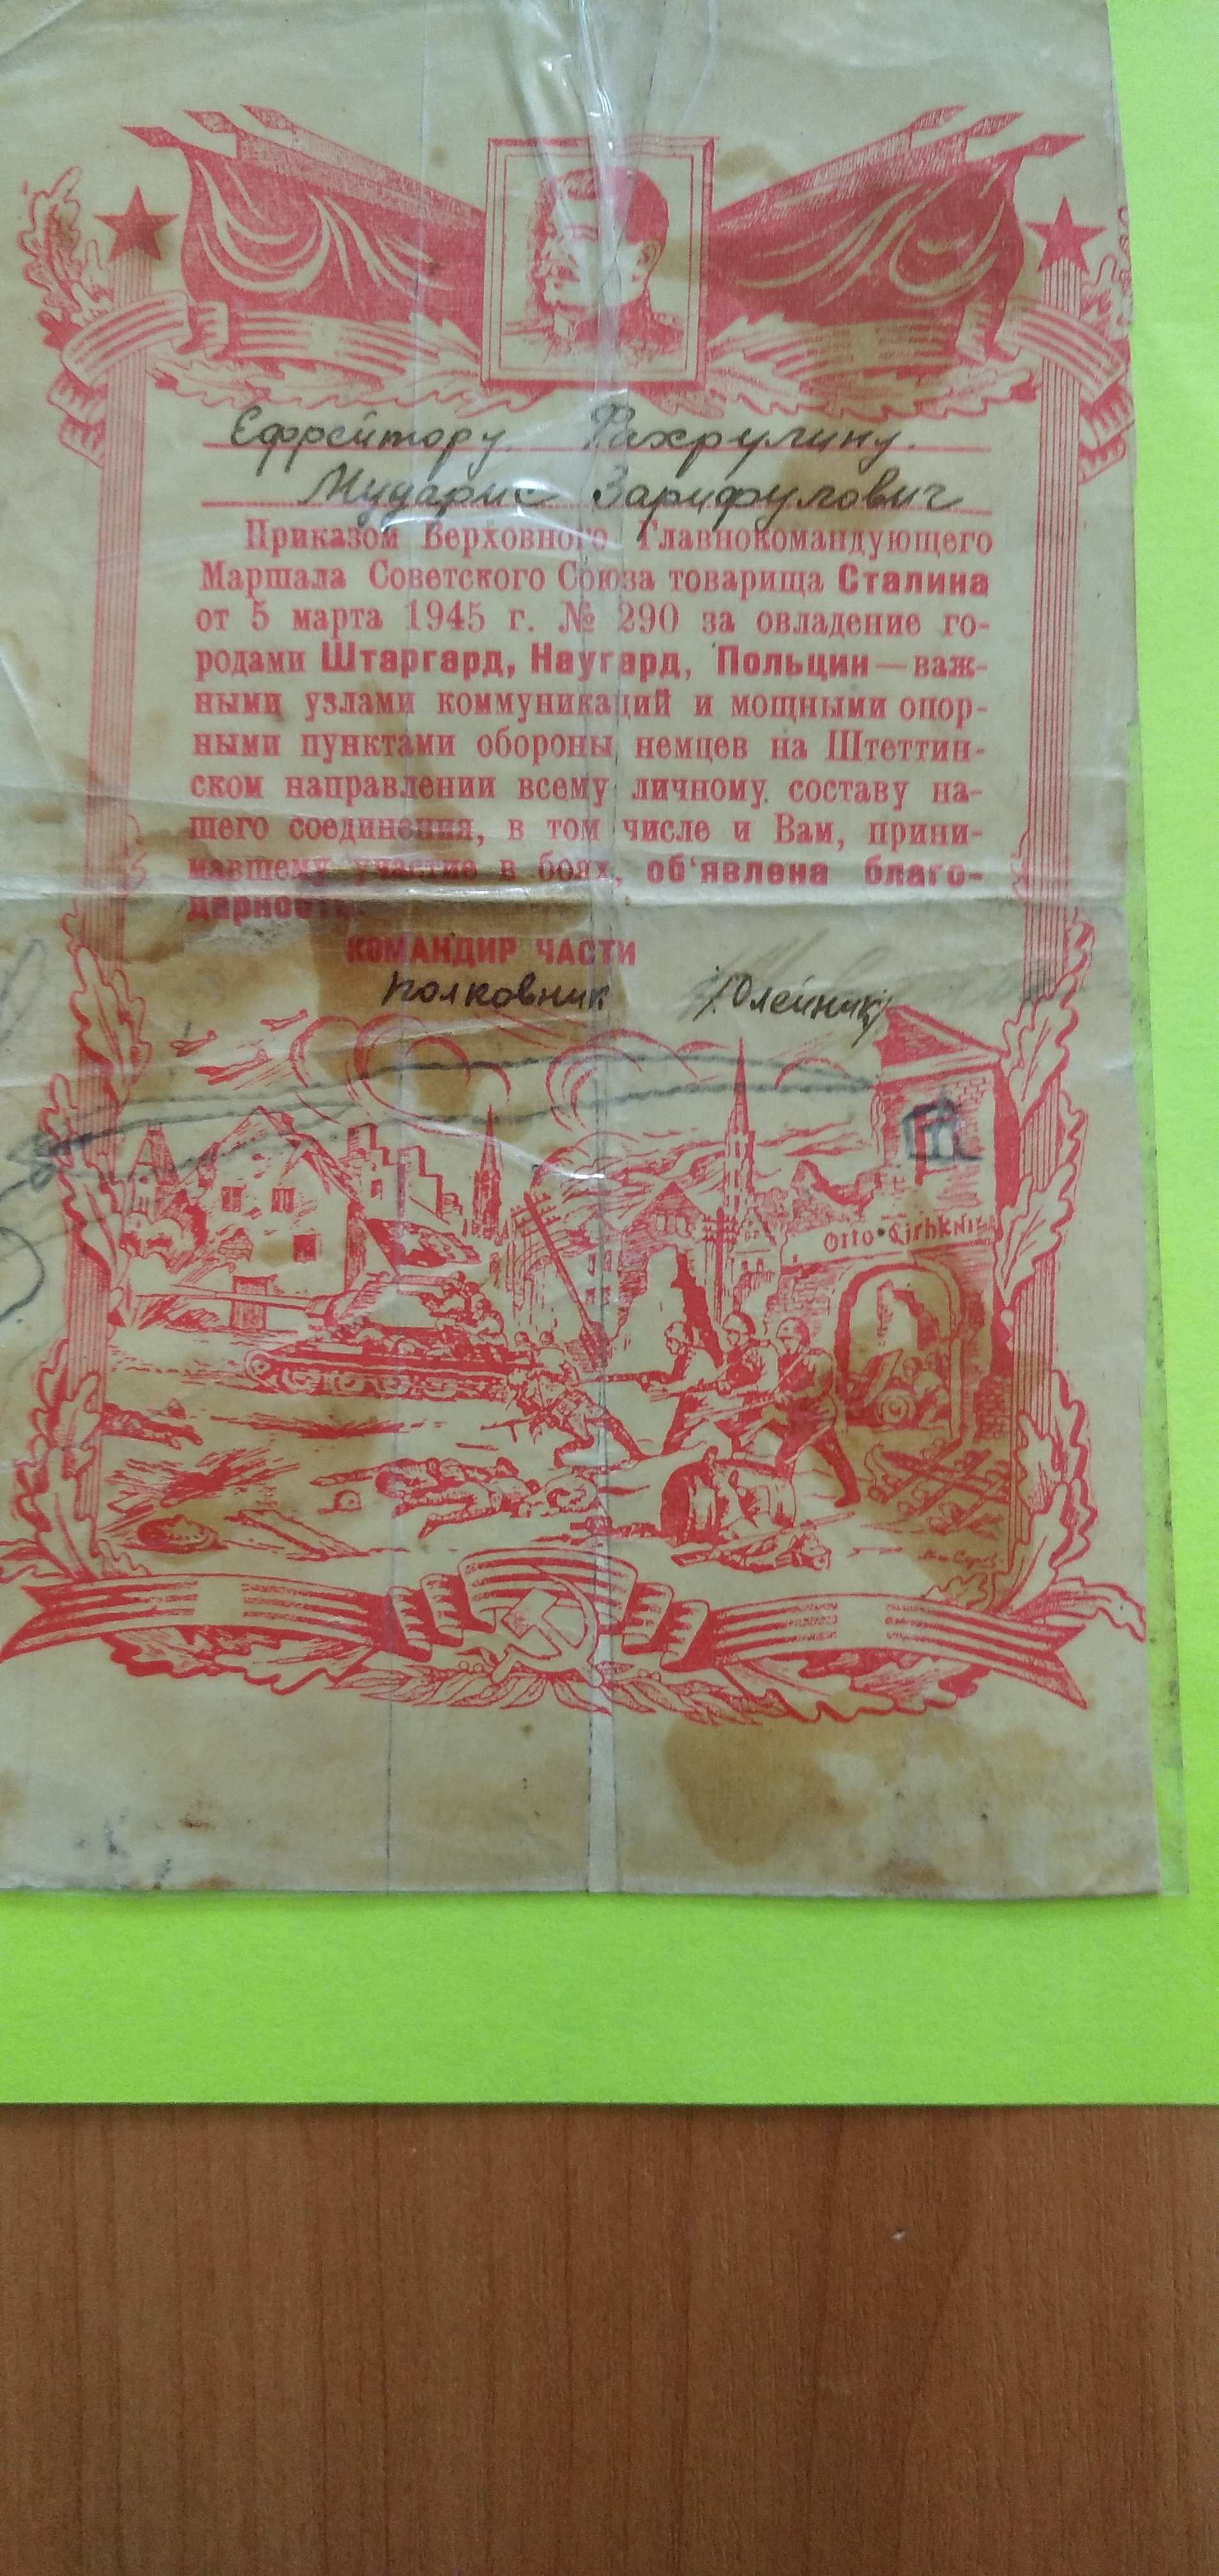 Ефрейтору Фахрулину.
Мударис Зарифулович
Приказом Верховного Главнокомандующего
Маршала Советского Союза товарища Сталина
от 5 марта 1945 г. № 290 за овладение го-
родами Штаргард, Наугард, Польцин — важ-
ными узлами коммуникаций и мощными опор-
ными пунктами обороны немцев на Штеттин-
ском направлении всему личному составу на-
шего соединения, в том числе и Вам, прини-
мавшему участие в боях, об'явлена благо-
дарность.
КОМАНДИР ЧАСТИ
полковник /Олейник/
Otto